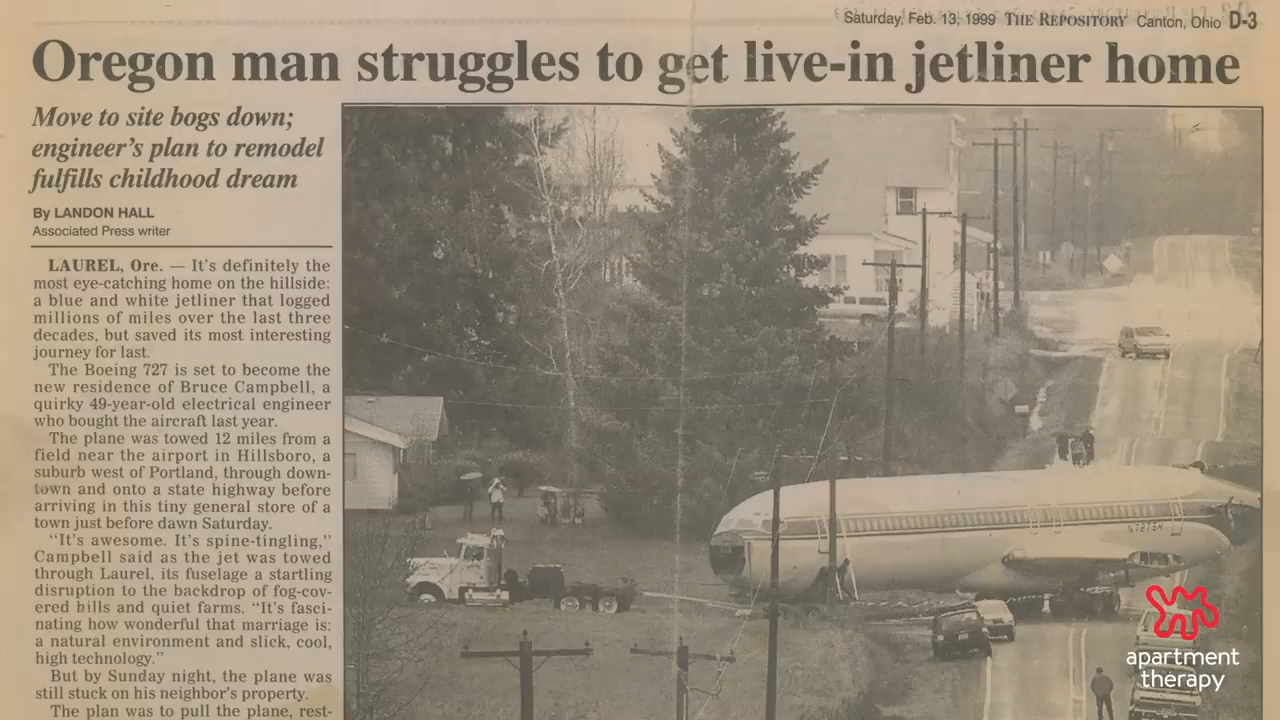 Saturday, Feb. 13, 1999 THE REPOSITORY Canton, Ohio D-3
Oregon man struggles to get live-in jetliner home
Move to site bogs down;
engineer's plan to remodel
fulfills childhood dream
By LANDON HALL
Associated Press writer
LAUREL, Ore. — It's definitely the
most eye-catching home on the hillside:
a blue and white jetliner that logged
millions of miles over the last three
decades, but saved its most interesting
journey for last.
The Boeing 727 is set to become the
new residence of Bruce Campbell, a
quirky 49-year-old electrical engineer
who bought the aircraft last year.
The plane was towed 12 miles from a
field near the airport in Hillsboro, a
suburb west of Portland, through down-
town and onto a state highway before
arriving in this tiny general store of a
town just before dawn Saturday.
"It's awesome. It's spine-tingling,"
Campbell said as the jet was towed
through Laurel, its fuselage a startling
disruption to the backdrop of fog-cov-
ered hills and quiet farms. "It's fasci-
nating how wonderful that marriage is:
a natural environment and slick, cool,
high technology."
But by Sunday night, the plane was
still stuck on his neighbor's property.
The plan was to pull the plane, rest-
apartment
therapy